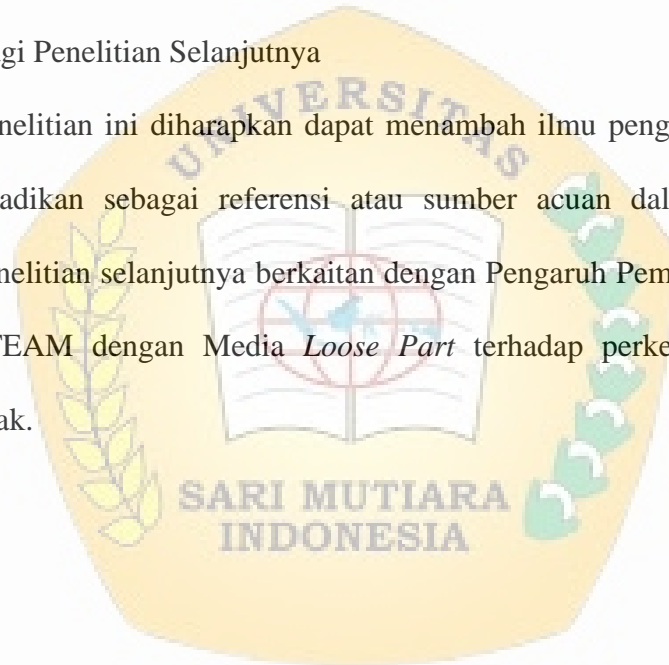 gi Penelitian Selanjutnya
nelitian ini diharapkan dapat menambah ilmu peng
adikan sebagai referensi atau sumber acuan dal
nelitian selanjutnya berkaitan dengan Pengaruh Pem
TEAM dengan Media Loose Part terhadap perke
ak.
UNIVERSITAS
SARI MUTIARA
INDONESIA